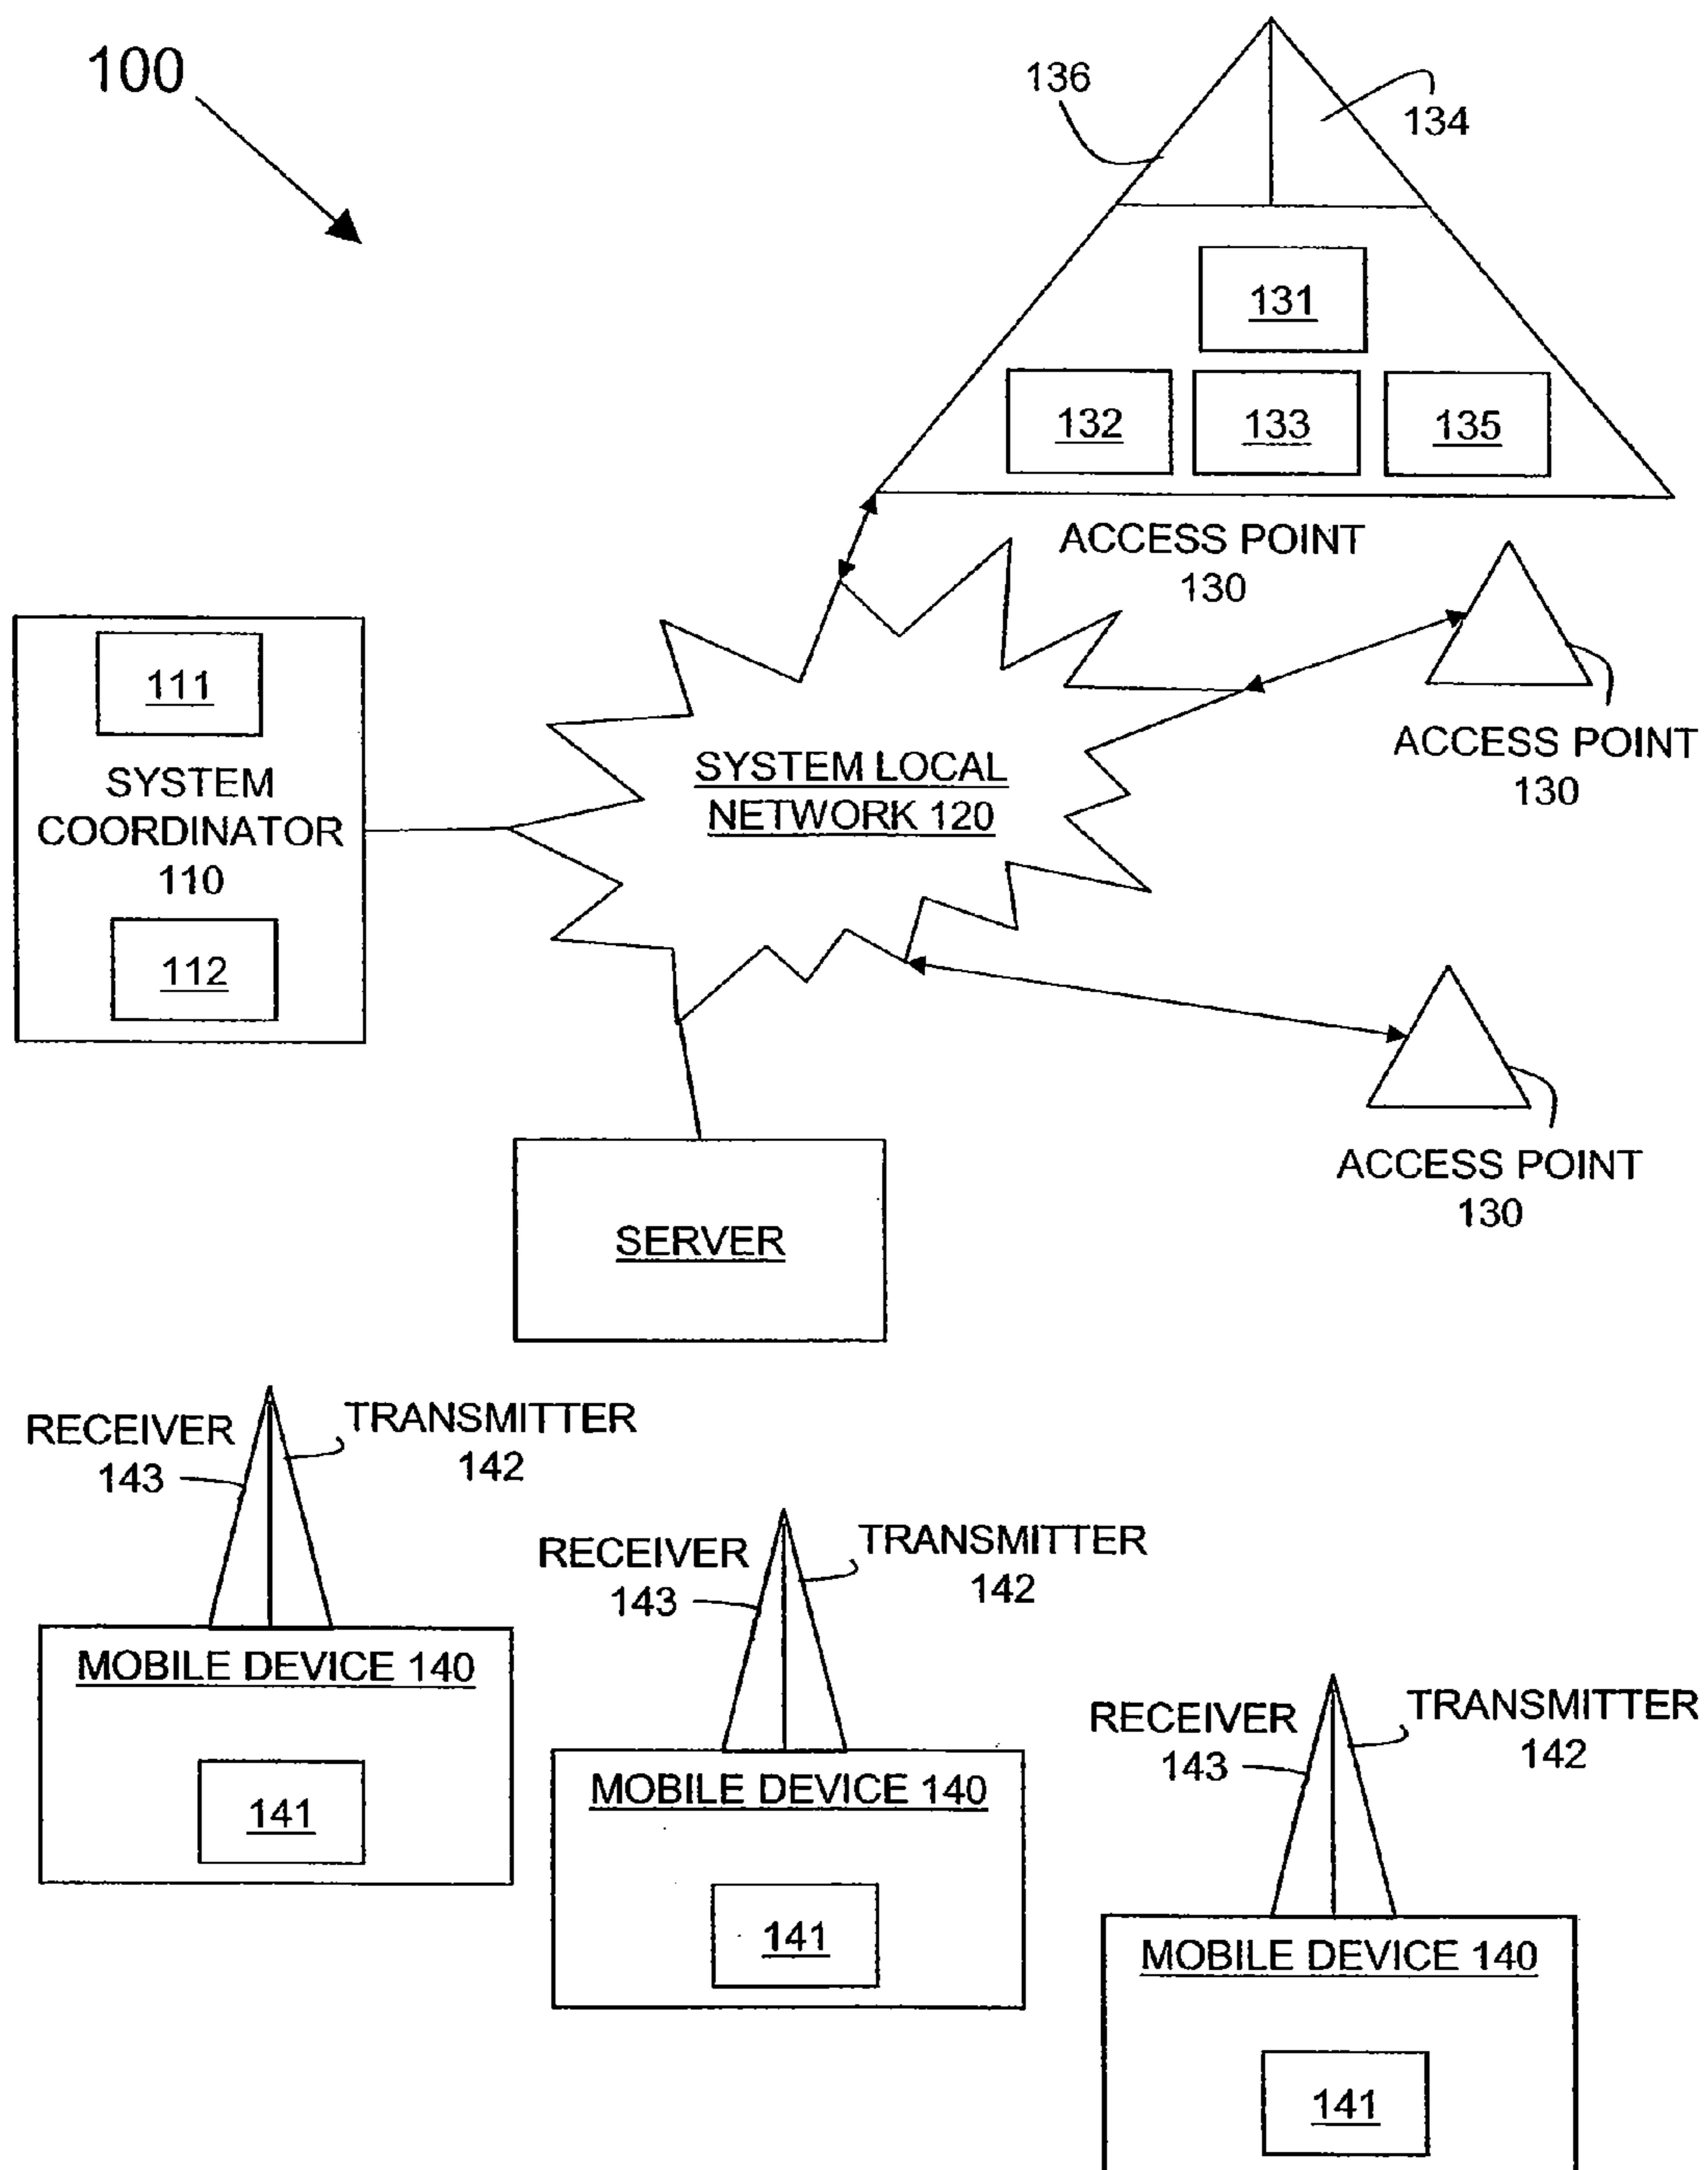 100
136
134
131
132
133
135
ACCESS POINT
130
111
SYSTEM
COORDINATOR
110
112
SYSTEM LOCAL
NETWORK 120
ACCESS POINT
130
ACCESS POINT
130
SERVER
RECEIVER
143
TRANSMITTER
142
MOBILE DEVICE 140
141
RECEIVER
143
TRANSMITTER
142
MOBILE DEVICE 140
141
RECEIVER
143
TRANSMITTER
142
MOBILE DEVICE 140
141